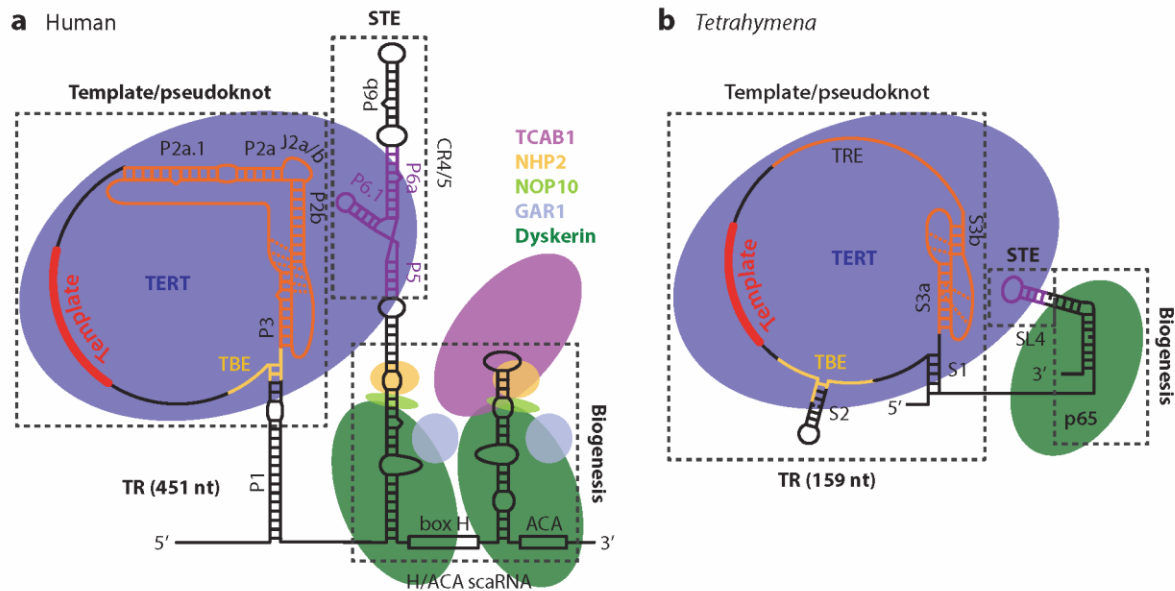 a Human
STE
Template/pseudoknot
P6b
P2a.1
P2a
J2a/b
P2b
P6a
CR4/5
P6.1
P5
TERT
Template
P3
TBE
P1
TR (451 nt)
TCAB1
NHP2
NOP10
GAR1
Dyskerin
Biogenesis
box H
ACA
5′
3′
H/ACA scaRNA
b Tetrahymena
Template/pseudoknot
TRE
S3b
STE
TERT
S3a
Template
TBE
SL4
S1
3′
S2
5′
p65
Biogenesis
TR (159 nt)